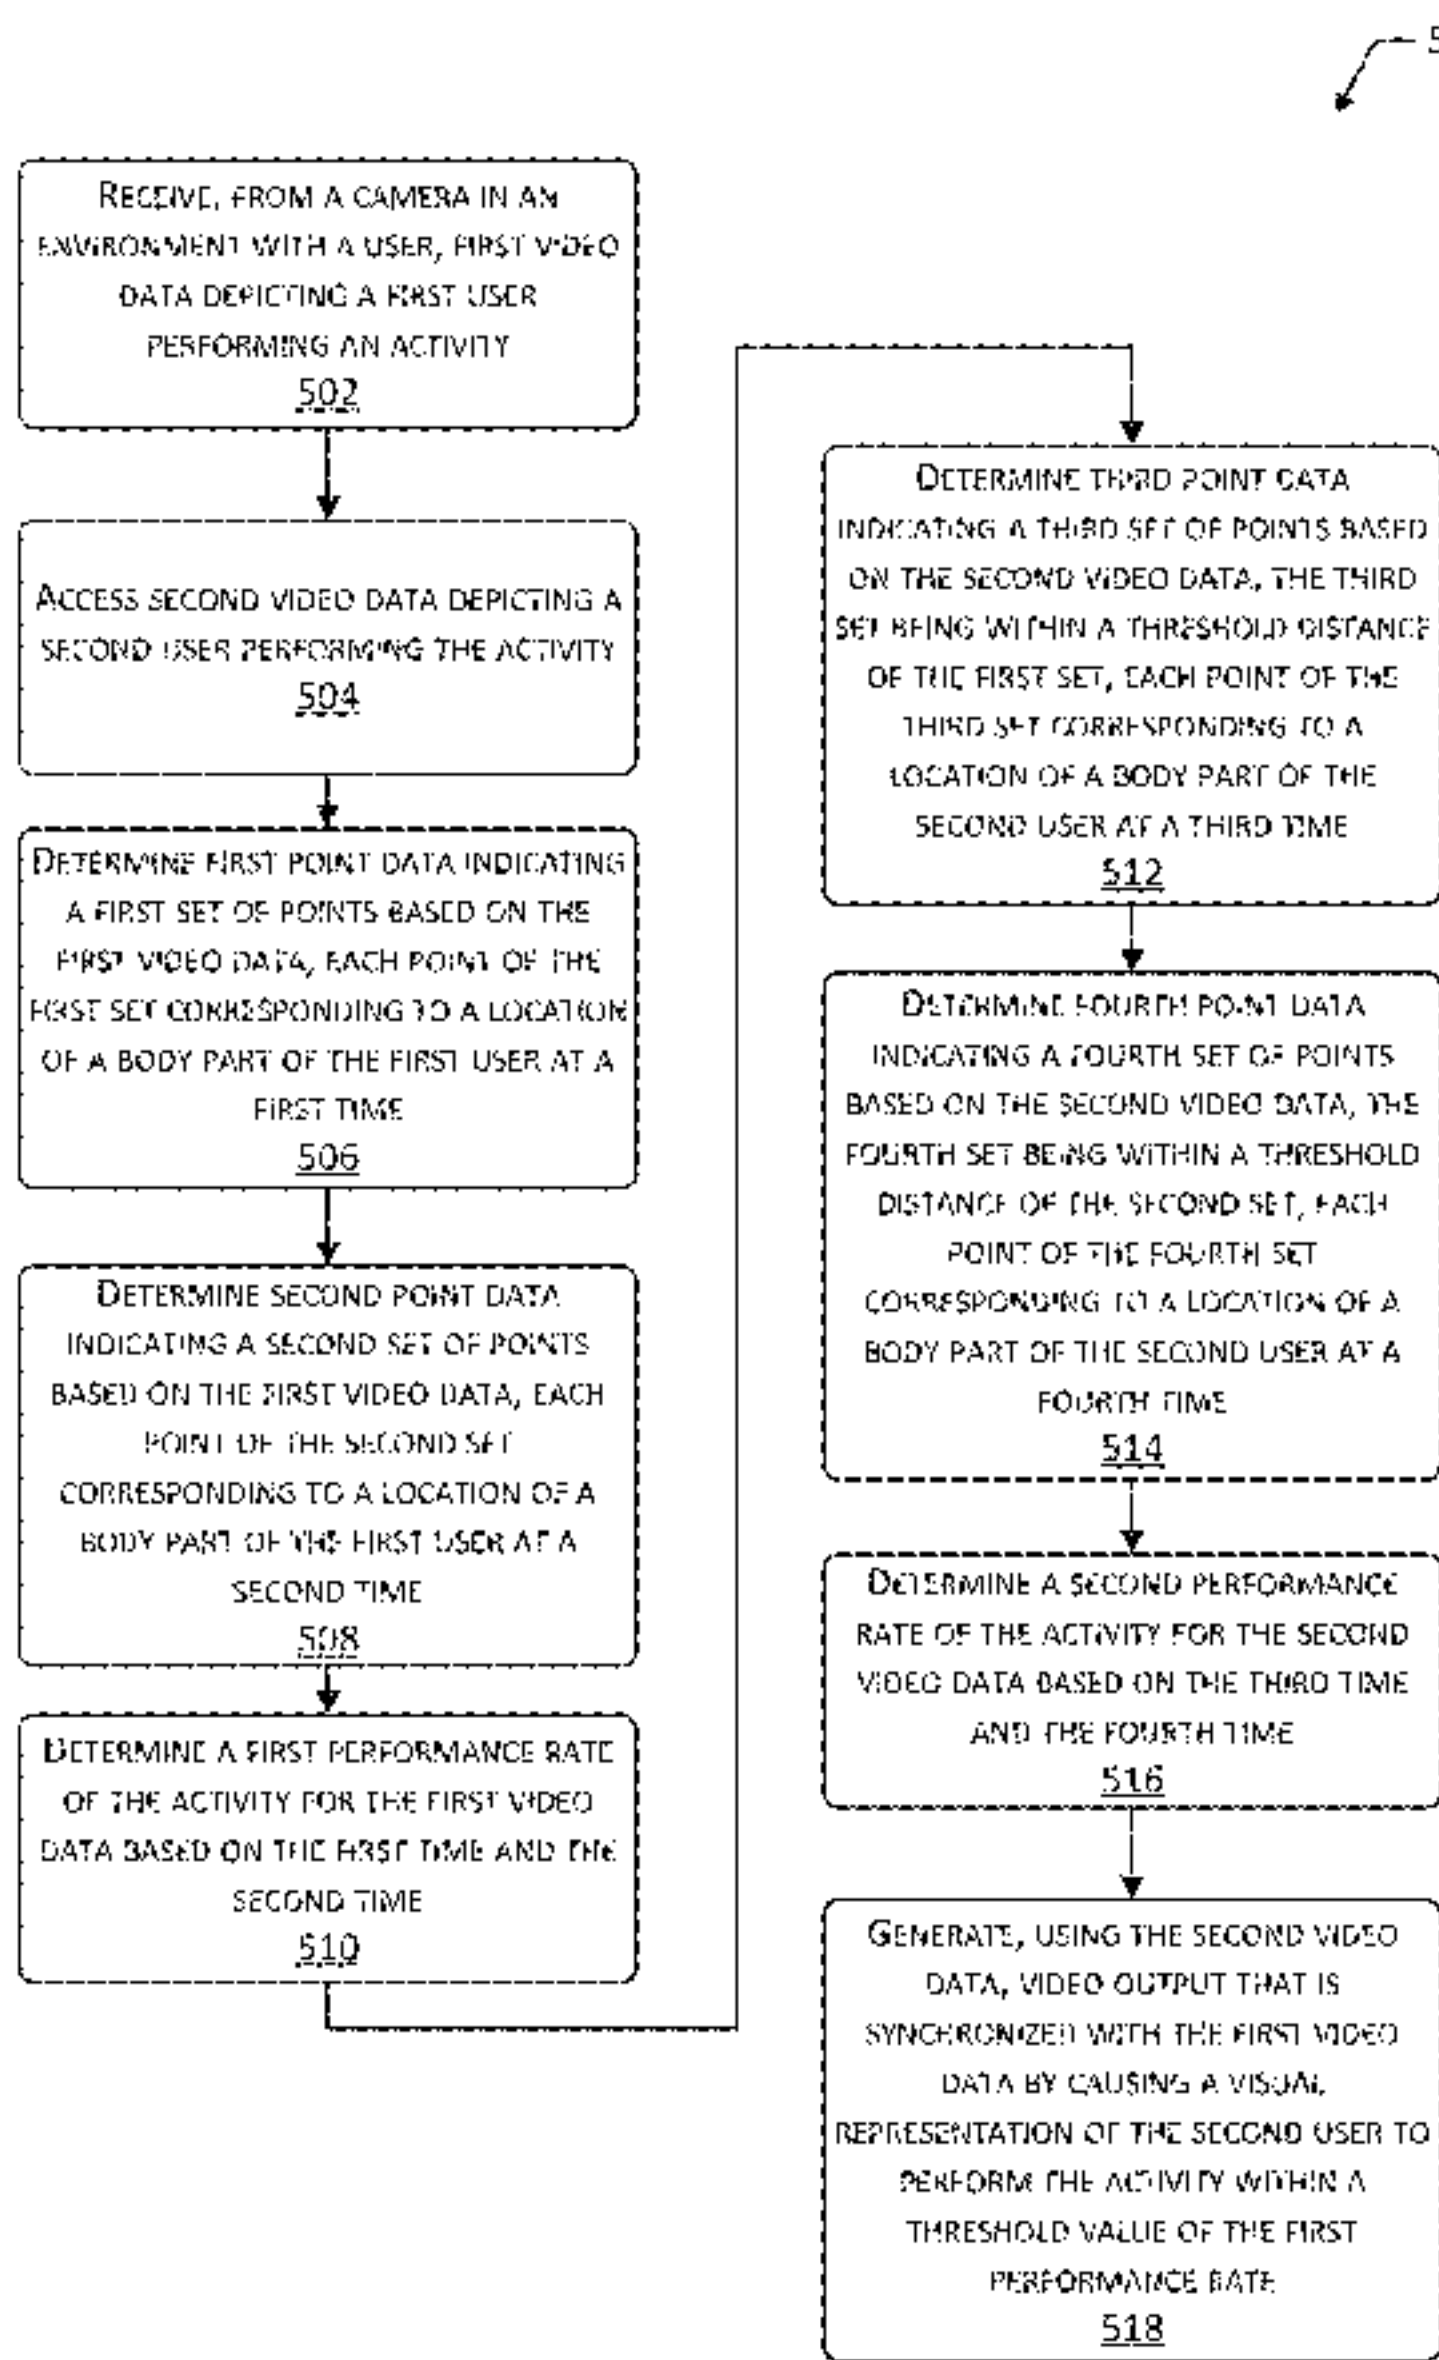 5
RECEIVE, FROM A CAMERA IN AN
ENVIRONMENT WITH A USER, FIRST VIDEO
DATA DEPICTING A FIRST USER
PERFORMING AN ACTIVITY
502
ACCESS SECOND VIDEO DATA DEPICTING A
SECOND USER PERFORMING THE ACTIVITY
504
DETERMINE FIRST POINT DATA INDICATING
A FIRST SET OF POINTS BASED ON THE
FIRST VIDEO DATA, EACH POINT OF THE
FIRST SET CORRESPONDING TO A LOCATION
OF A BODY PART OF THE FIRST USER AT A
FIRST TIME
506
DETERMINE SECOND POINT DATA
INDICATING A SECOND SET OF POINTS
BASED ON THE FIRST VIDEO DATA, EACH
POINT OF THE SECOND SET
CORRESPONDING TO A LOCATION OF A
BODY PART OF THE FIRST USER AT A
SECOND TIME
508
DETERMINE A FIRST PERFORMANCE RATE
OF THE ACTIVITY FOR THE FIRST VIDEO
DATA BASED ON THE FIRST TIME AND THE
SECOND TIME
510
DETERMINE THIRD POINT DATA
INDICATING A THIRD SET OF POINTS BASED
ON THE SECOND VIDEO DATA, THE THIRD
SET BEING WITHIN A THRESHOLD DISTANCE
OF THE FIRST SET, EACH POINT OF THE
THIRD SET CORRESPONDING TO A
LOCATION OF A BODY PART OF THE
SECOND USER AT A THIRD TIME
512
DETERMINE FOURTH POINT DATA
INDICATING A FOURTH SET OF POINTS
BASED ON THE SECOND VIDEO DATA, THE
FOURTH SET BEING WITHIN A THRESHOLD
DISTANCE OF THE SECOND SET, EACH
POINT OF THE FOURTH SET
CORRESPONDING TO A LOCATION OF A
BODY PART OF THE SECOND USER AT A
FOURTH TIME
514
DETERMINE A SECOND PERFORMANCE
RATE OF THE ACTIVITY FOR THE SECOND
VIDEO DATA BASED ON THE THIRD TIME
AND THE FOURTH TIME
516
GENERATE, USING THE SECOND VIDEO
DATA, VIDEO OUTPUT THAT IS
SYNCHRONIZED WITH THE FIRST VIDEO
DATA BY CAUSING A VISUAL
REPRESENTATION OF THE SECOND USER TO
PERFORM THE ACTIVITY WITHIN A
THRESHOLD VALUE OF THE FIRST
PERFORMANCE RATE
518